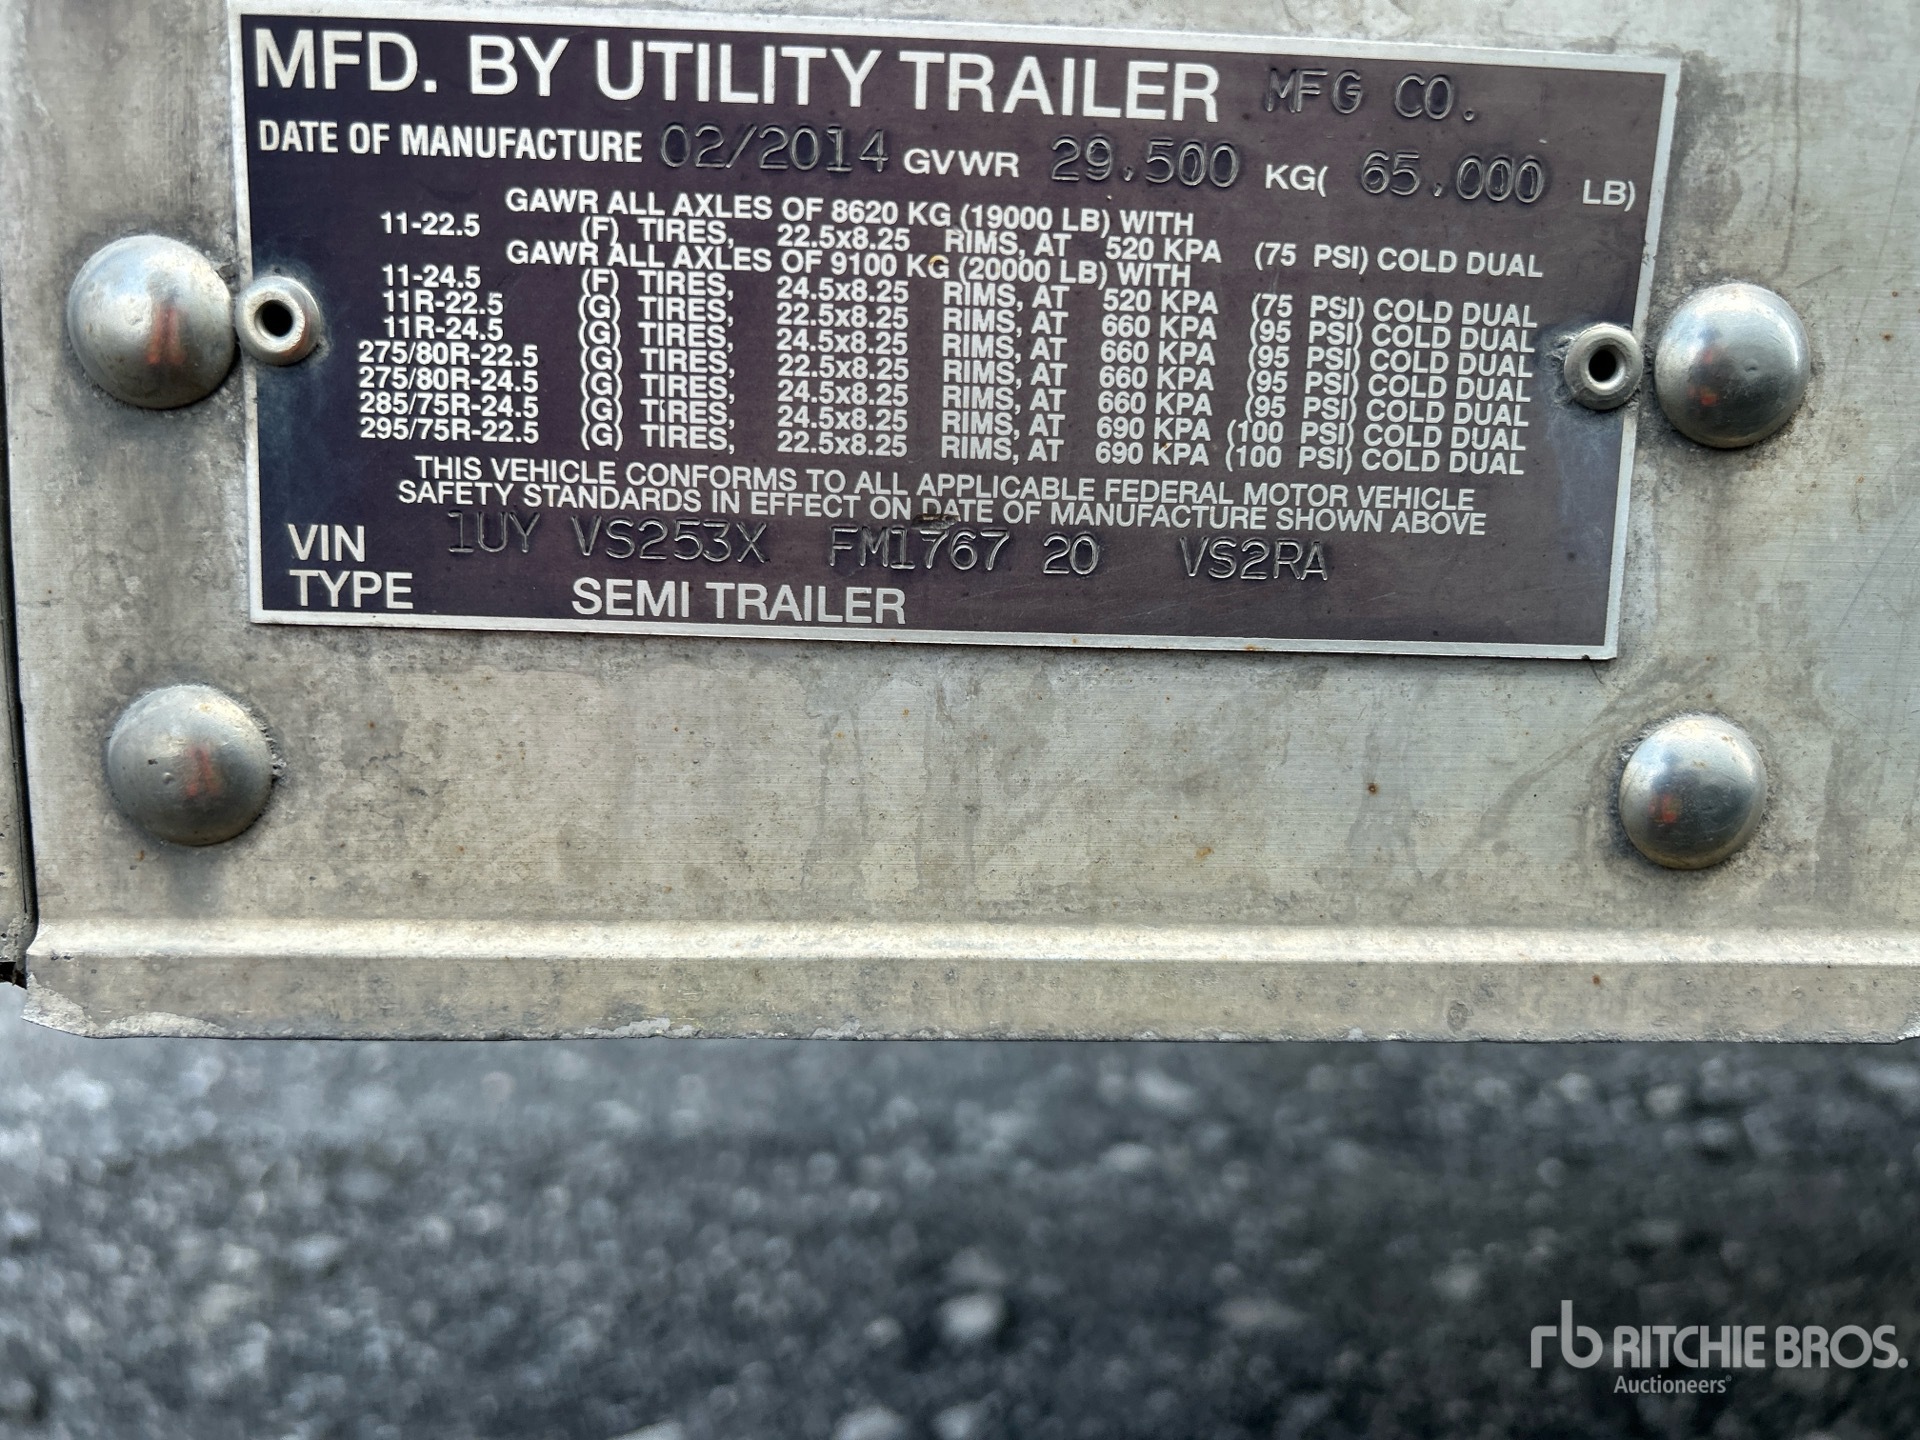 MFD. BY UTILITY TRAILER MFG CO.
DATE OF MANUFACTURE 02/2014 GVWR 29,500 KG( 65,000 LB)
GAWR ALL AXLES OF 8620 KG (19000 LB) WITH
11-22.5 (F) TIRES, 22.5x8.25 RIMS, AT 520 KPA (75 PSI) COLD DUAL
GAWR ALL AXLES OF 9100 KG (20000 LB) WITH
11-24.5 (F) TIRES, 24.5x8.25 RIMS, AT 520 KPA (75 PSI) COLD DUAL
11R-22.5 (G) TIRES, 22.5x8.25 RIMS, AT 660 KPA (95 PSI) COLD DUAL
11R-24.5 (G) TIRES, 24.5x8.25 RIMS, AT 660 KPA (95 PSI) COLD DUAL
275/80R-22.5 (G) TIRES, 22.5x8.25 RIMS, AT 660 KPA (95 PSI) COLD DUAL
275/80R-24.5 (G) TIRES, 24.5x8.25 RIMS, AT 660 KPA (95 PSI) COLD DUAL
285/75R-24.5 (G) TIRES, 24.5x8.25 RIMS, AT 690 KPA (100 PSI) COLD DUAL
295/75R-22.5 (G) TIRES, 22.5x8.25 RIMS, AT 690 KPA (100 PSI) COLD DUAL
THIS VEHICLE CONFORMS TO ALL APPLICABLE FEDERAL MOTOR VEHICLE
SAFETY STANDARDS IN EFFECT ON DATE OF MANUFACTURE SHOWN ABOVE
VIN 1UY VS253X FM1767 20 VS2RA
TYPE SEMI TRAILER
rb RITCHIE BROS.
Auctioneers